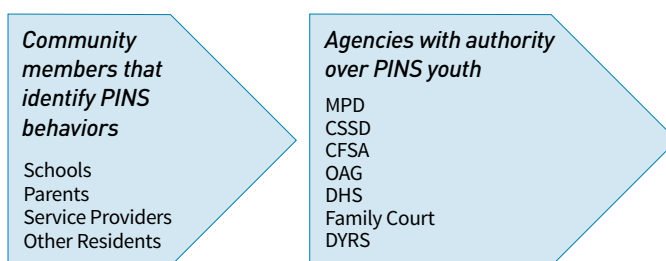 Community
members that
identify PINS
behaviors
Schools
Parents
Service Providers
Other Residents
Agencies with authority
over PINS youth
MPD
CSSD
CFSA
OAG
DHS
Family Court
DYRS